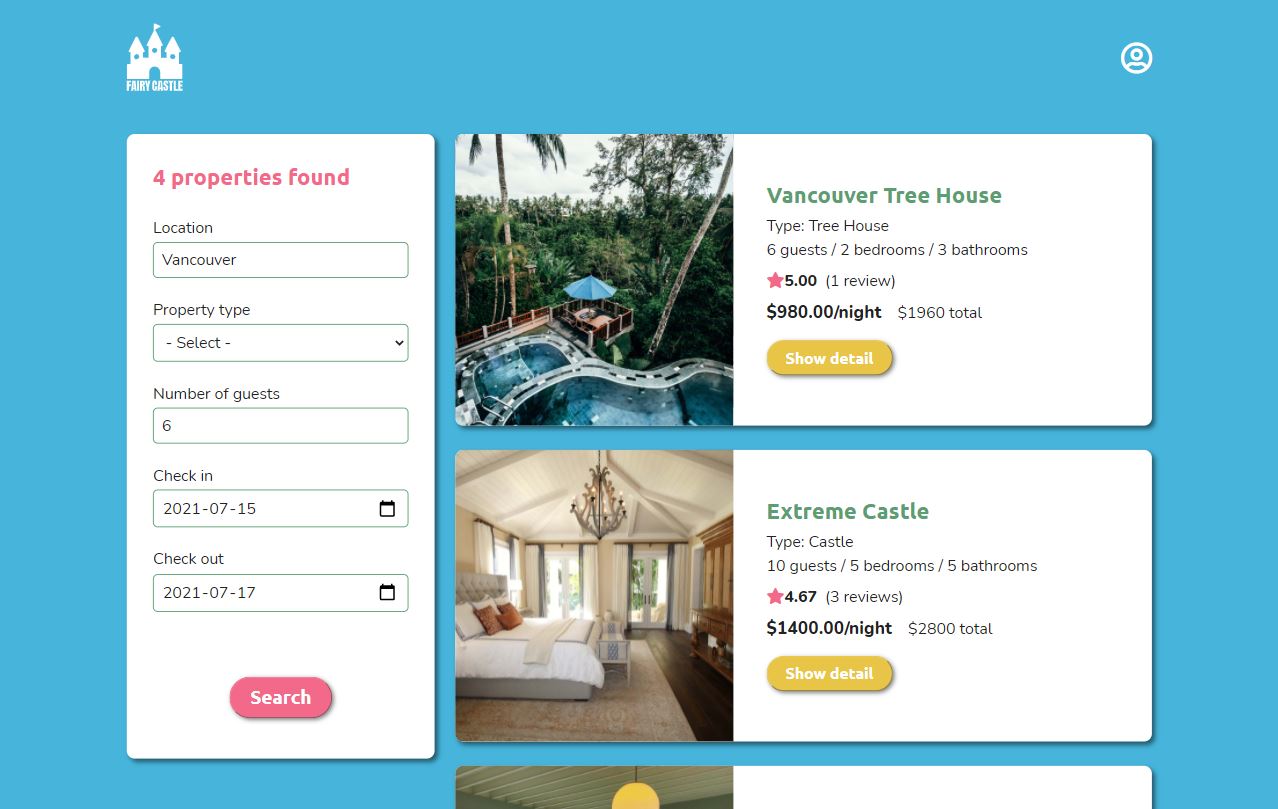 FAIRY CASTLE
4 properties found
Location
Vancouver
Property type
- Select -
Number of guests
6
Check in
2021-07-15
Check out
2021-07-17
Search
Vancouver Tree House
Type: Tree House
6 guests / 2 bedrooms / 3 bathrooms
5.00 (1 review)
$980.00/night $1960 total
Show detail
Extreme Castle
Type: Castle
10 guests / 5 bedrooms / 5 bathrooms
4.67 (3 reviews)
$1400.00/night $2800 total
Show detail